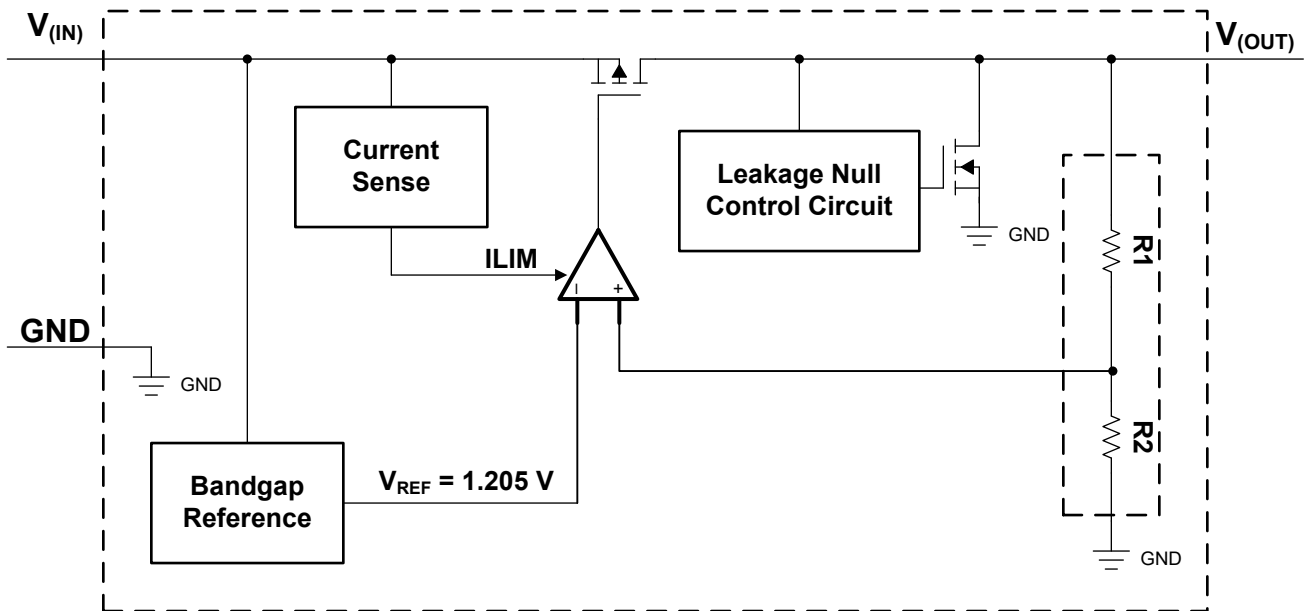 V(IN)
V(OUT)
Current
Sense
Leakage Null
Control Circuit
GND
R1
ILIM
− +
GND
GND
R2
Bandgap
Reference
VREF = 1.205 V
GND